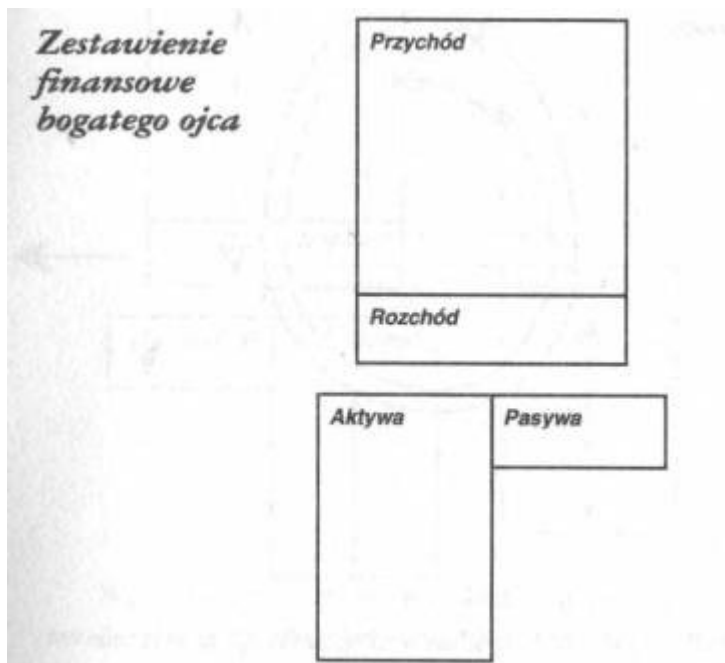 Zestawienie
finansowe
bogatego ojca
Przychód
Rozchód
Aktywa
Pasywa